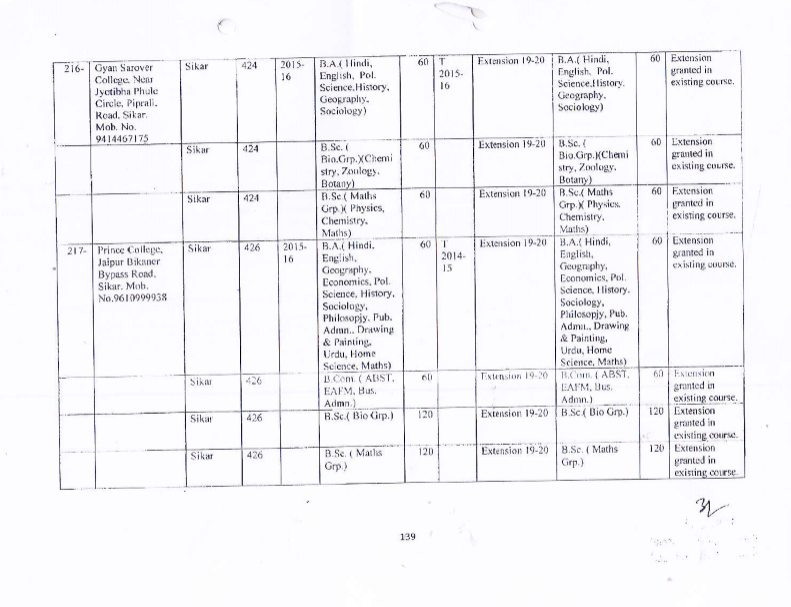 216- Gyan Sarover College, Near Jyotibha Phule Circle, Piprali, Road, Sikar. Mob. No. 9414467175 Sikar 424 2015-16 B.A.( Hindi, English, Pol. Science,History, Geography, Sociology) 60 T 2015-16 Extension 19-20 B.A.( Hindi, English, Pol. Science,History, Geography, Sociology) 60 Extension granted in existing course.
Sikar 424 B.Sc. ( Bio.Grp.)(Chemistry, Zoology, Botany) 60 Extension 19-20 B.Sc. ( Bio.Grp.)(Chemistry, Zoology, Botany) 60 Extension granted in existing course.
Sikar 424 B.Sc.( Maths Grp.)( Physics, Chemistry, Maths) 60 Extension 19-20 B.Sc.( Maths Grp.)( Physics, Chemistry, Maths) 60 Extension granted in existing course.
217- Prince College, Jaipur Bikaner Bypass Road, Sikar. Mob. No.9610999938 Sikar 426 2015-16 B.A.( Hindi, English, Geography, Economics, Pol. Science, History, Sociology, Philosopjy, Pub. Admn., Drawing & Painting, Urdu, Home Science, Maths) 60 T 2014-15 Extension 19-20 B.A.( Hindi, English, Geography, Economics, Pol. Science, History, Sociology, Philosopjy, Pub. Admn., Drawing & Painting, Urdu, Home Science, Maths) 60 Extension granted in existing course.
Sikar 426 B.Com. ( ABST, EAFM, Bus. Admn.) 60 Extension 19-20 B.Com. ( ABST, EAFM, Bus. Admn.) 60 Extension granted in existing course.
Sikar 426 B.Sc.( Bio Grp.) 120 Extension 19-20 B.Sc.( Bio Grp.) 120 Extension granted in existing course.
Sikar 426 B.Sc. ( Maths Grp.) 120 Extension 19-20 B.Sc. ( Maths Grp.) 120 Extension granted in existing course.
139